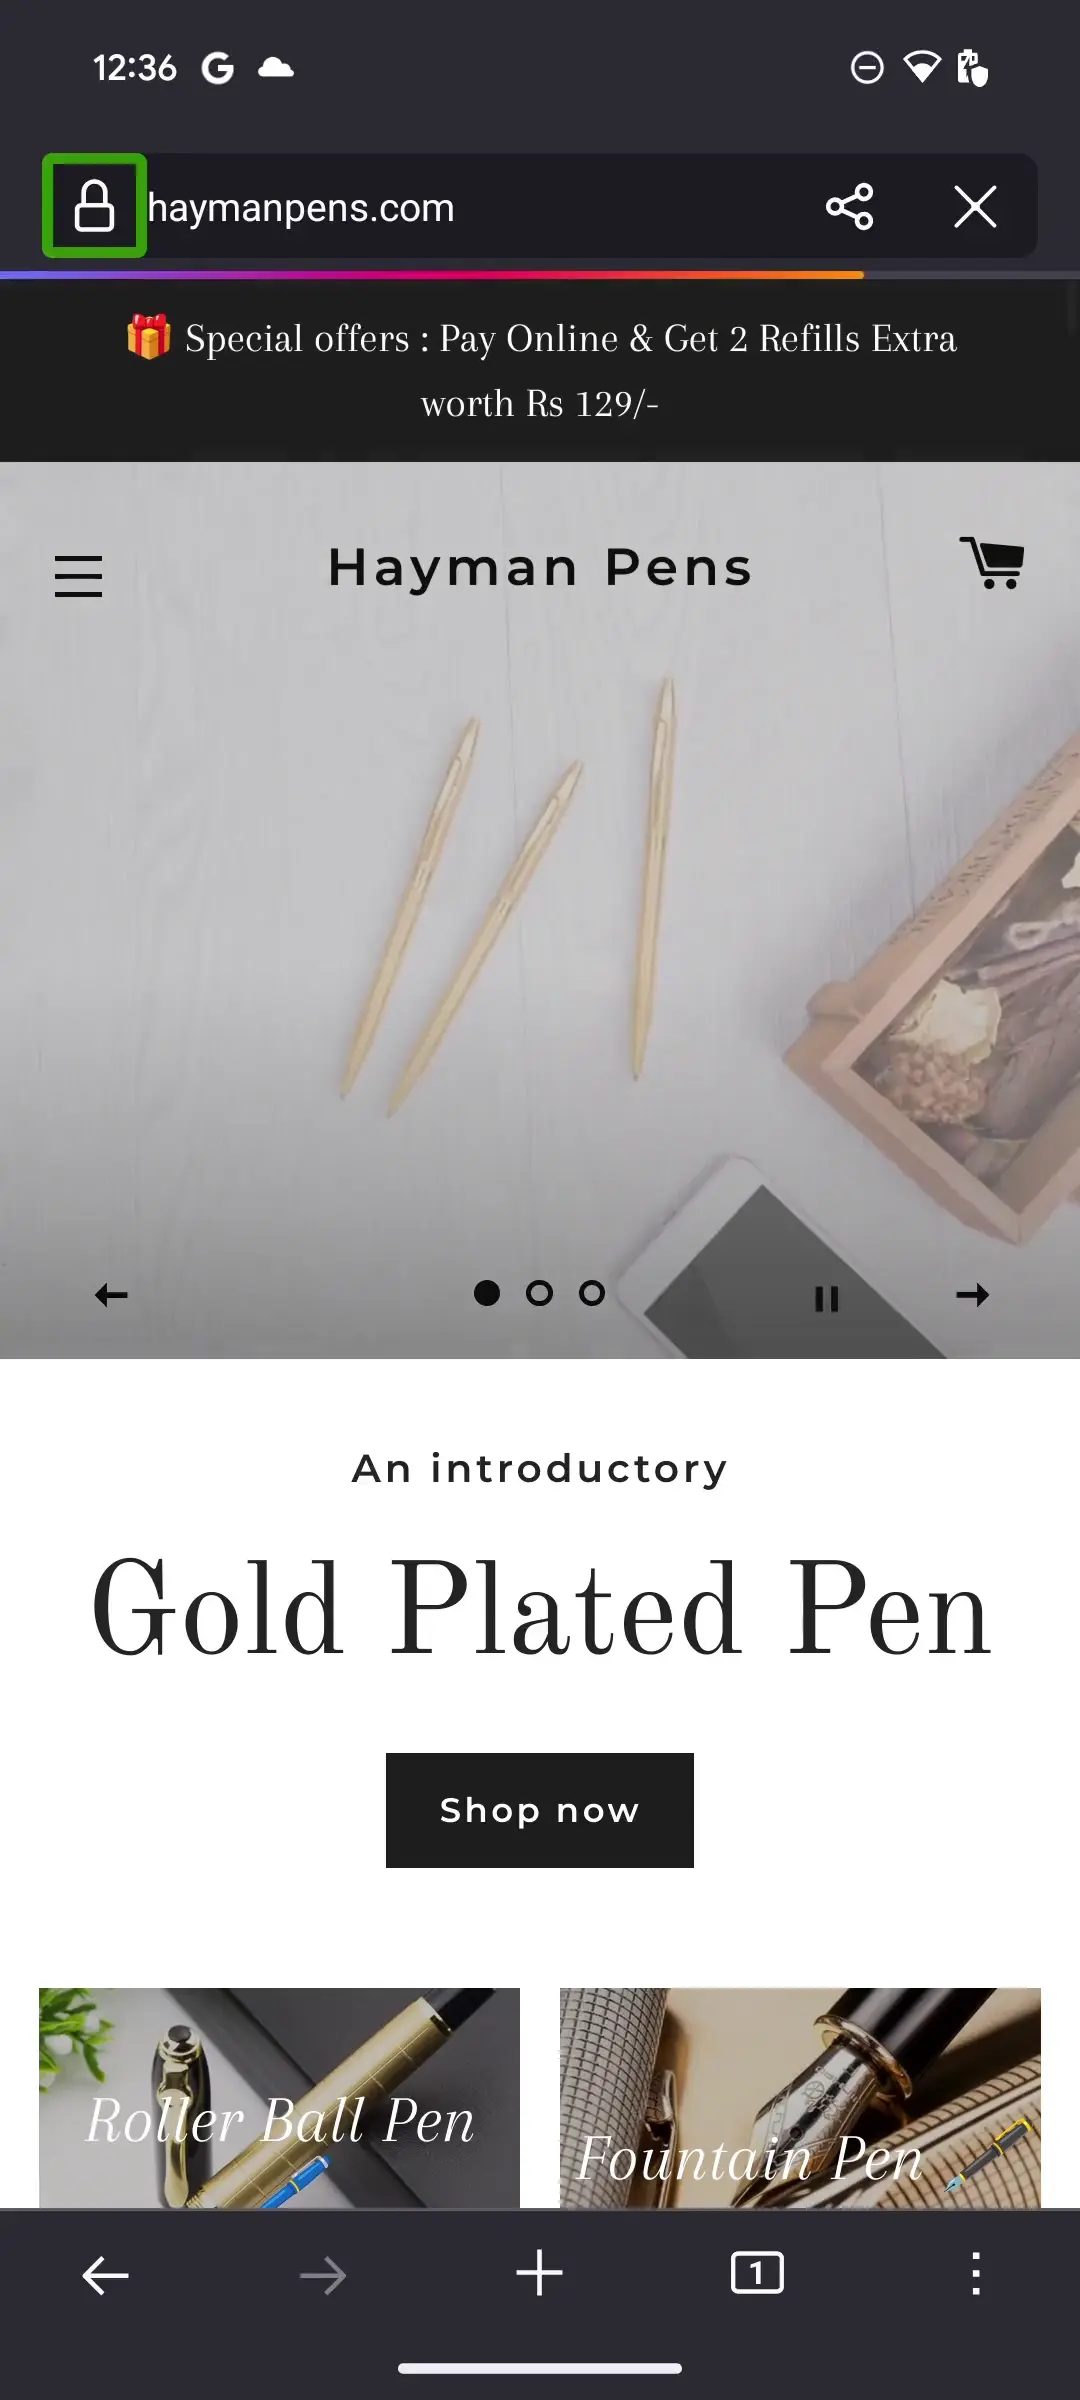 12:36
haymanpens.com
🎁 Special offers : Pay Online & Get 2 Refills Extra
worth Rs 129/-
Hayman Pens
An introductory
Gold Plated Pen
Shop now
Roller Ball Pen
Fountain Pen
1